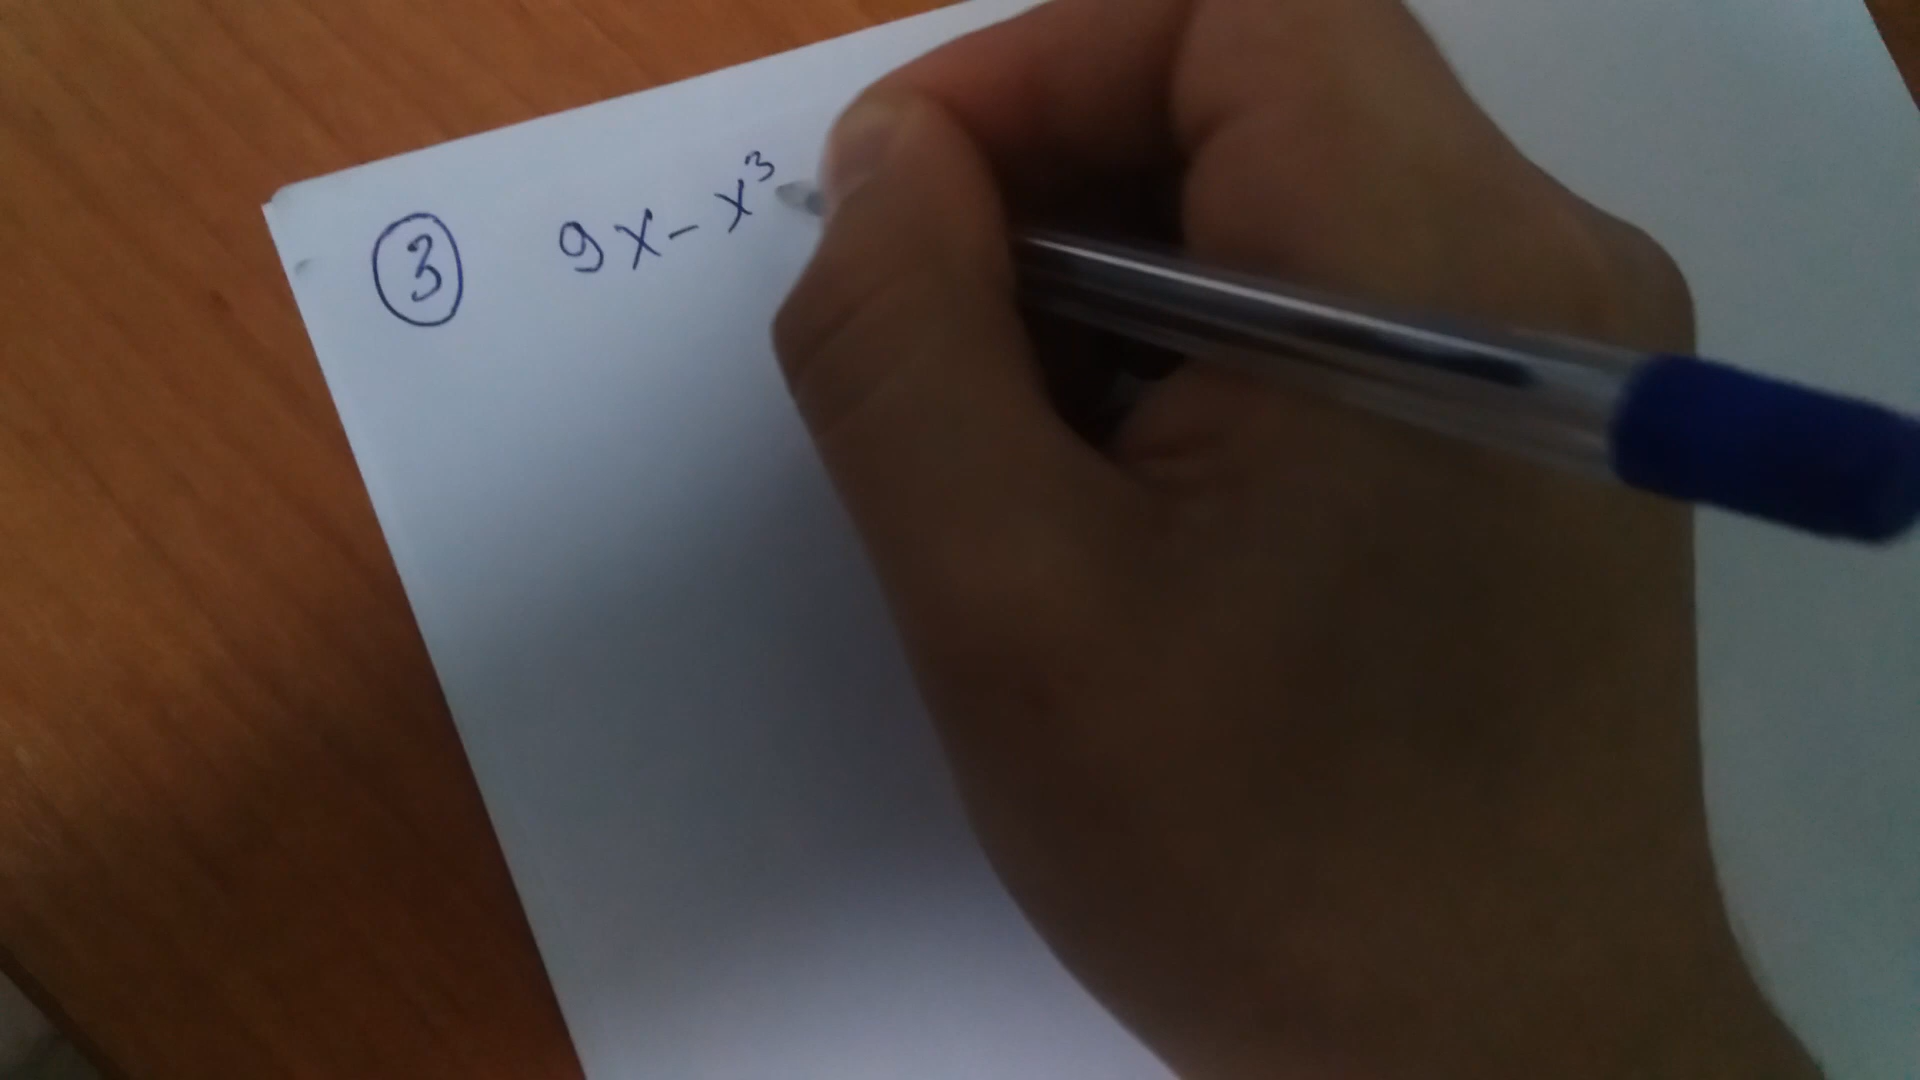 ③ 9x - x³